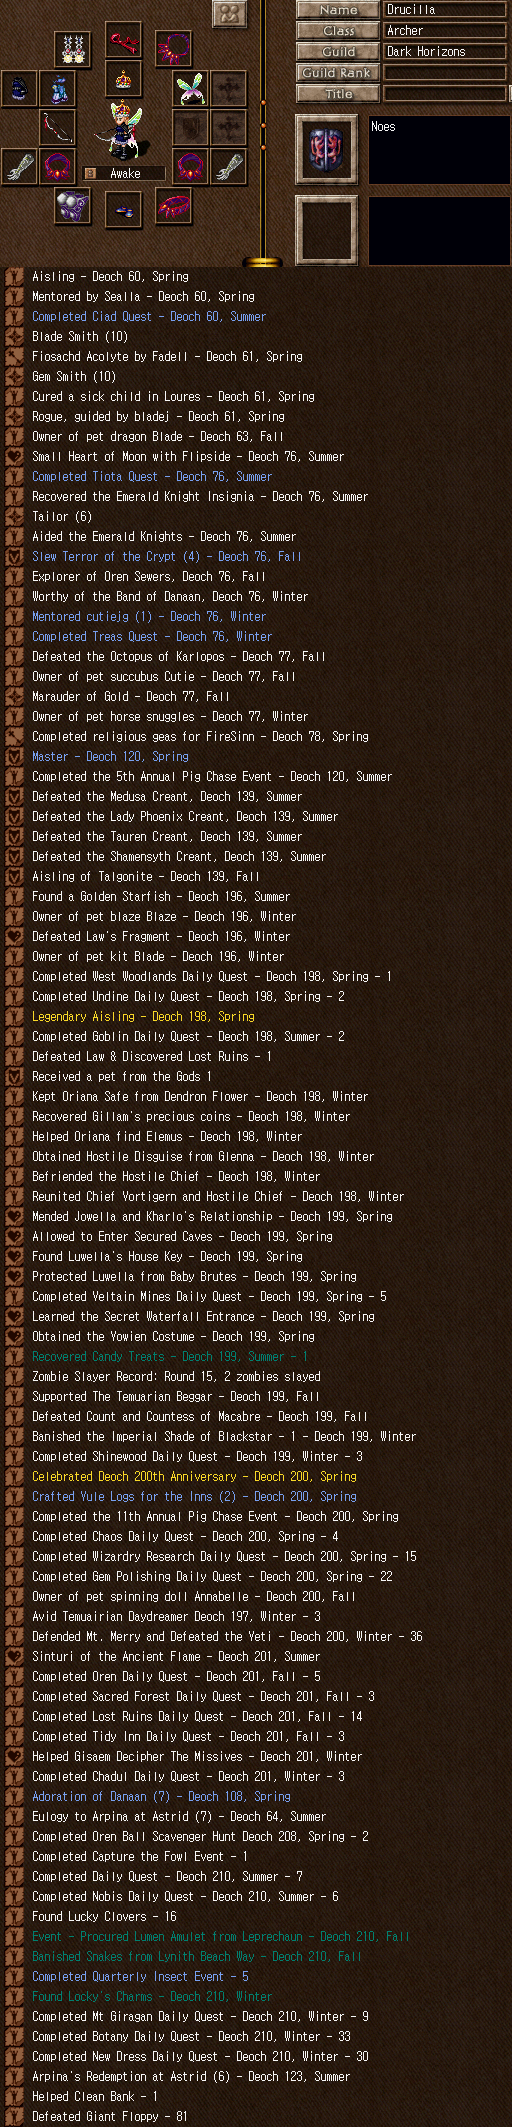 Name Drucilla
Class Archer
Guild Dark Horizons
Guild Rank
Title
Noes
Awake
Aisling - Deoch 60, Spring
Mentored by Sealla - Deoch 60, Spring
Completed Ciad Quest - Deoch 60, Summer
Blade Smith (10)
Fiosachd Acolyte by Fadell - Deoch 61, Spring
Gem Smith (10)
Cured a sick child in Loures - Deoch 61, Spring
Rogue, guided by bladej - Deoch 61, Spring
Owner of pet dragon Blade - Deoch 63, Fall
Small Heart of Moon with Flipside - Deoch 76, Summer
Completed Tiota Quest - Deoch 76, Summer
Recovered the Emerald Knight Insignia - Deoch 76, Summer
Tailor (6)
Aided the Emerald Knights - Deoch 76, Summer
Slew Terror of the Crypt (4) - Deoch 76, Fall
Explorer of Oren Sewers, Deoch 76, Fall
Worthy of the Band of Danaan, Deoch 76, Winter
Mentored cutiejg (1) - Deoch 76, Winter
Completed Treas Quest - Deoch 76, Winter
Defeated the Octopus of Karlopos - Deoch 77, Fall
Owner of pet succubus Cutie - Deoch 77, Fall
Marauder of Gold - Deoch 77, Fall
Owner of pet horse snuggles - Deoch 77, Winter
Completed religious geas for FireSinn - Deoch 78, Spring
Master - Deoch 120, Spring
Completed the 5th Annual Pig Chase Event - Deoch 120, Summer
Defeated the Medusa Creant, Deoch 139, Summer
Defeated the Lady Phoenix Creant, Deoch 139, Summer
Defeated the Tauren Creant, Deoch 139, Summer
Defeated the Shamensyth Creant, Deoch 139, Summer
Aisling of Talgonite - Deoch 139, Fall
Found a Golden Starfish - Deoch 196, Summer
Owner of pet blaze Blaze - Deoch 196, Winter
Defeated Law's Fragment - Deoch 196, Winter
Owner of pet kit Blade - Deoch 196, Winter
Completed West Woodlands Daily Quest - Deoch 198, Spring - 1
Completed Undine Daily Quest - Deoch 198, Spring - 2
Legendary Aisling - Deoch 198, Spring
Completed Goblin Daily Quest - Deoch 198, Summer - 2
Defeated Law & Discovered Lost Ruins - 1
Received a pet from the Gods 1
Kept Oriana Safe from Dendron Flower - Deoch 198, Winter
Recovered Gillam's precious coins - Deoch 198, Winter
Helped Oriana find Elemus - Deoch 198, Winter
Obtained Hostile Disguise from Glenna - Deoch 198, Winter
Befriended the Hostile Chief - Deoch 198, Winter
Reunited Chief Vortigern and Hostile Chief - Deoch 198, Winter
Mended Jowella and Kharlo's Relationship - Deoch 199, Spring
Allowed to Enter Secured Caves - Deoch 199, Spring
Found Luwella's House Key - Deoch 199, Spring
Protected Luwella from Baby Brutes - Deoch 199, Spring
Completed Veltain Mines Daily Quest - Deoch 199, Spring - 5
Learned the Secret Waterfall Entrance - Deoch 199, Spring
Obtained the Yowien Costume - Deoch 199, Spring
Recovered Candy Treats - Deoch 199, Summer - 1
Zombie Slayer Record: Round 15, 2 zombies slayed
Supported The Temuarian Beggar - Deoch 199, Fall
Defeated Count and Countess of Macabre - Deoch 199, Fall
Banished the Imperial Shade of Blackstar - 1 - Deoch 199, Winter
Completed Shinewood Daily Quest - Deoch 199, Winter - 3
Celebrated Deoch 200th Anniversary - Deoch 200, Spring
Crafted Yule Logs for the Inns (2) - Deoch 200, Spring
Completed the 11th Annual Pig Chase Event - Deoch 200, Spring
Completed Chaos Daily Quest - Deoch 200, Spring - 4
Completed Wizardry Research Daily Quest - Deoch 200, Spring - 15
Completed Gem Polishing Daily Quest - Deoch 200, Spring - 22
Owner of pet spinning doll Annabelle - Deoch 200, Fall
Avid Temuairian Daydreamer Deoch 197, Winter - 3
Defended Mt. Merry and Defeated the Yeti - Deoch 200, Winter - 36
Sinturi of the Ancient Flame - Deoch 201, Summer
Completed Oren Daily Quest - Deoch 201, Fall - 5
Completed Sacred Forest Daily Quest - Deoch 201, Fall - 3
Completed Lost Ruins Daily Quest - Deoch 201, Fall - 14
Completed Tidy Inn Daily Quest - Deoch 201, Fall - 3
Helped Gisaem Decipher The Missives - Deoch 201, Winter
Completed Chadul Daily Quest - Deoch 201, Winter - 3
Adoration of Danaan (7) - Deoch 108, Spring
Eulogy to Arpina at Astrid (7) - Deoch 64, Summer
Completed Oren Ball Scavenger Hunt Deoch 208, Spring - 2
Completed Capture the Fowl Event - 1
Completed Daily Quest - Deoch 210, Summer - 7
Completed Nobis Daily Quest - Deoch 210, Summer - 6
Found Lucky Clovers - 16
Event - Procured Lumen Amulet from Leprechaun - Deoch 210, Fall
Banished Snakes from Lynith Beach Way - Deoch 210, Fall
Completed Quarterly Insect Event - 5
Found Locky's Charms - Deoch 210, Winter
Completed Mt Giragan Daily Quest - Deoch 210, Winter - 9
Completed Botany Daily Quest - Deoch 210, Winter - 33
Completed New Dress Daily Quest - Deoch 210, Winter - 30
Arpina's Redemption at Astrid (6) - Deoch 123, Summer
Helped Clean Bank - 1
Defeated Giant Floppy - 81